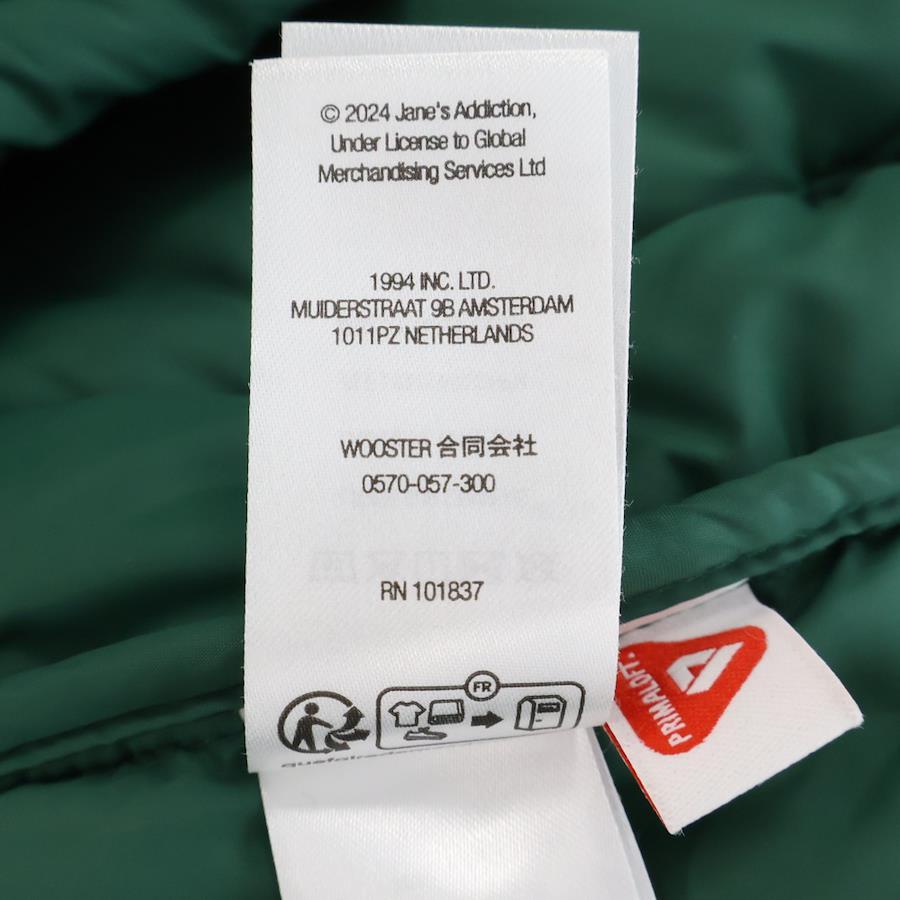 © 2024 Jane's Addiction,
Under License to Global
Merchandising Services Ltd
1994 INC. LTD.
MUIDERSTRAAT 9B AMSTERDAM
1011PZ NETHERLANDS
WOOSTER 合同会社
0570-057-300
RN 101837
FR
PRIMALOFT®